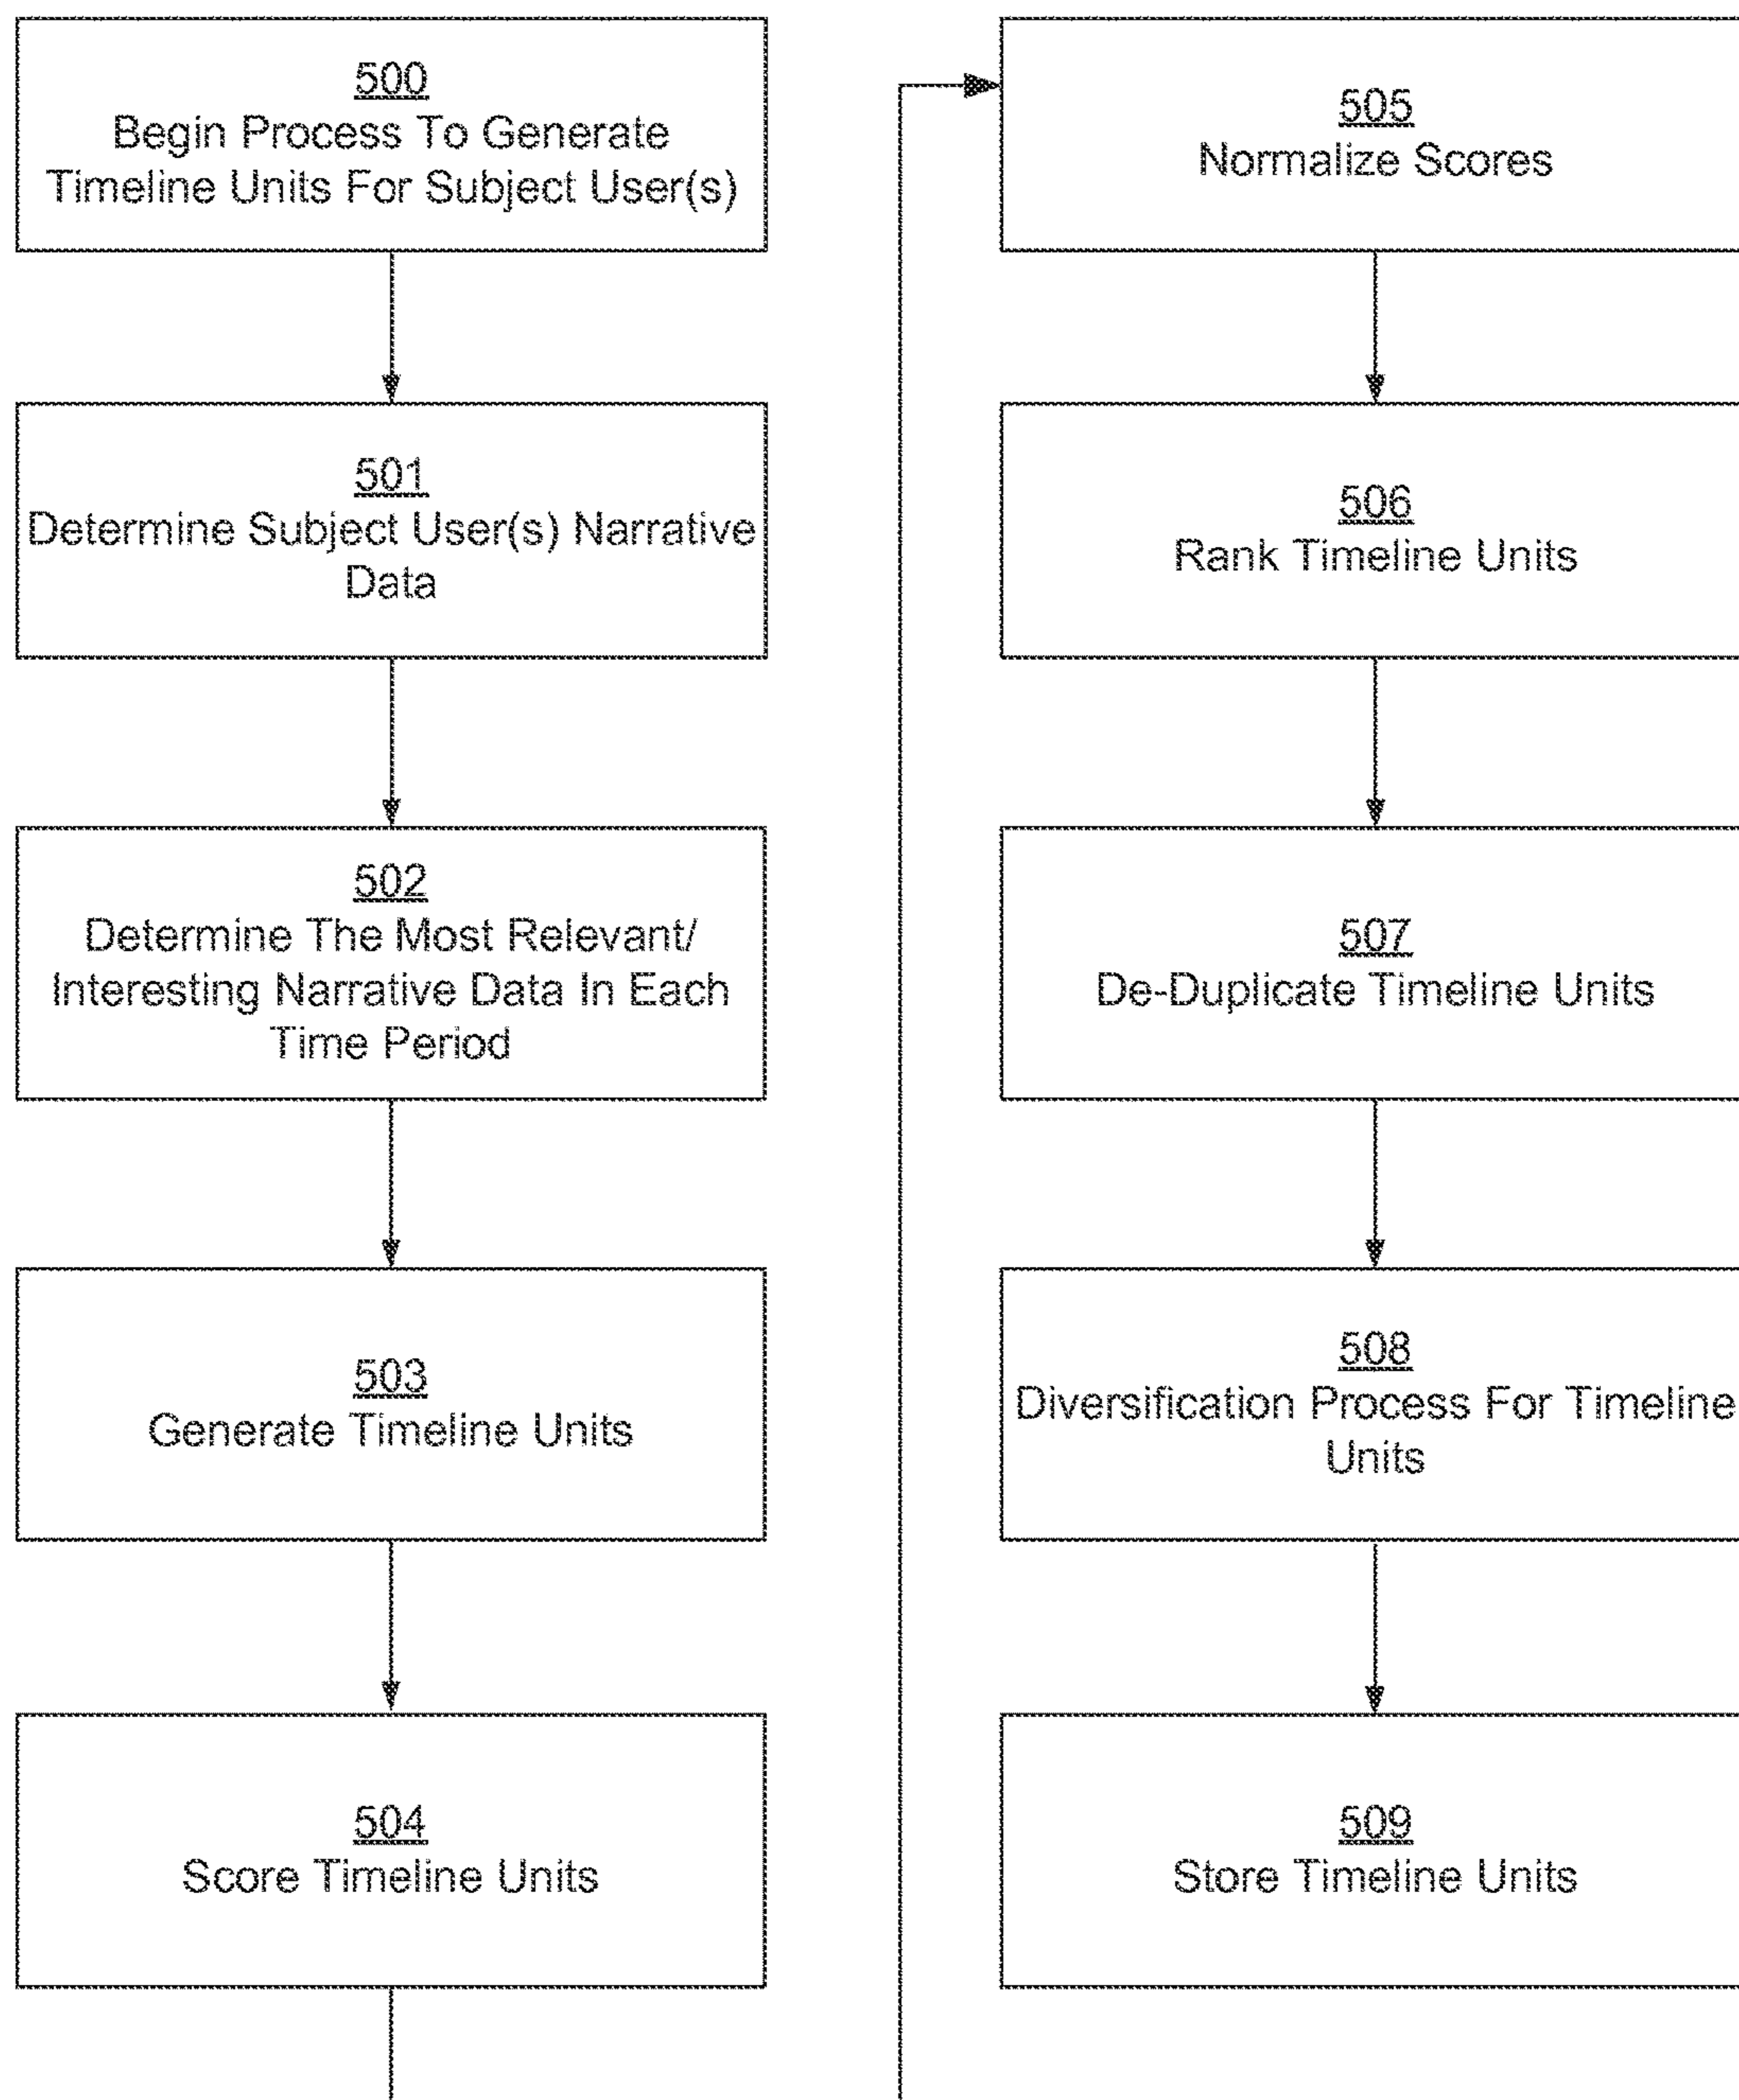 500
Begin Process To Generate
Timeline Units For Subject User(s)
501
Determine Subject User(s) Narrative
Data
502
Determine The Most Relevant/
Interesting Narrative Data In Each
Time Period
503
Generate Timeline Units
504
Score Timeline Units
505
Normalize Scores
506
Rank Timeline Units
507
De-Duplicate Timeline Units
508
Diversification Process For Timeline
Units
509
Store Timeline Units